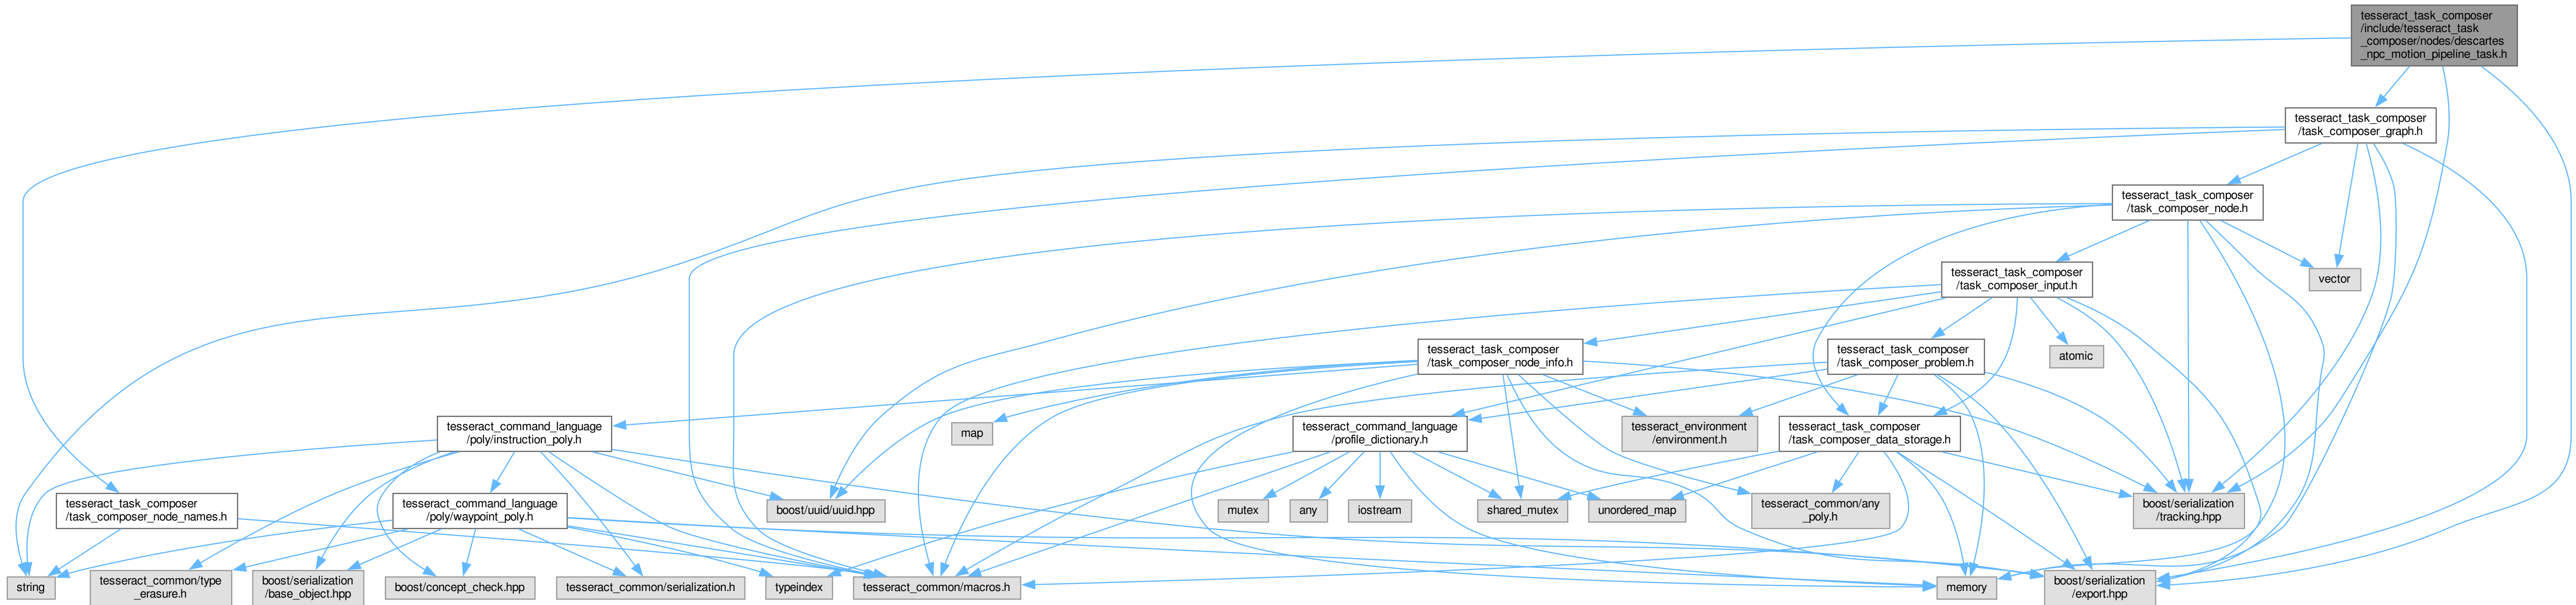 tesseract_task_composer
/include/tesseract_task
_composer/nodes/descartes
_npc_motion_pipeline_task.h
tesseract_task_composer
/task_composer_graph.h
tesseract_task_composer
/task_composer_node.h
tesseract_task_composer
/task_composer_input.h
vector
tesseract_task_composer
/task_composer_node_info.h
tesseract_task_composer
/task_composer_problem.h
atomic
tesseract_command_language
/poly/instruction_poly.h
map
tesseract_command_language
/profile_dictionary.h
tesseract_environment
/environment.h
tesseract_task_composer
/task_composer_data_storage.h
tesseract_task_composer
/task_composer_node_names.h
tesseract_command_language
/poly/waypoint_poly.h
boost/uuid/uuid.hpp
mutex
any
iostream
shared_mutex
unordered_map
tesseract_common/any
_poly.h
boost/serialization
/tracking.hpp
string
tesseract_common/type
_erasure.h
boost/serialization
/base_object.hpp
boost/concept_check.hpp
tesseract_common/serialization.h
typeindex
tesseract_common/macros.h
memory
boost/serialization
/export.hpp